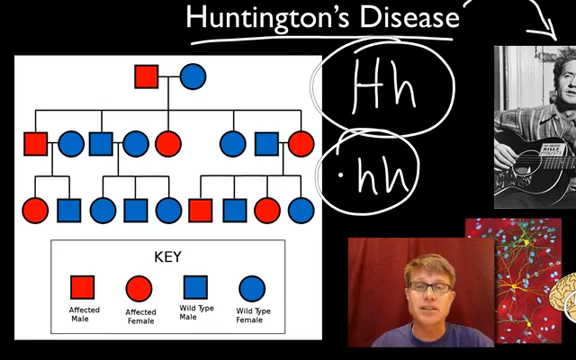 Huntington's Disease
Hh
hh
KEY
Affected
Male
Affected
Female
Wild Type
Male
Wild Type
Female